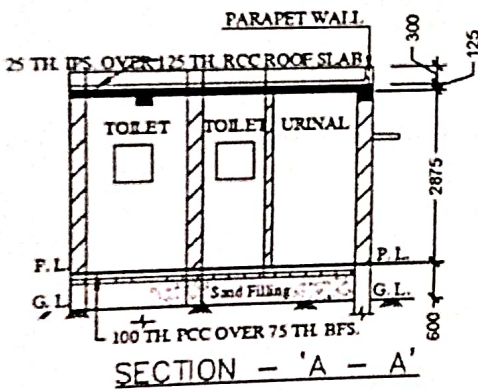 PARAPET WALL
25 TH. IPS. OVER 125 TH. RCC ROOF SLAB
300
125
TOILET
TOILET
URINAL
2875
F. L.
P. L.
G. L.
Sand Filling
G. L.
600
100 TH. PCC OVER 75 TH. BFS.
SECTION - 'A - A'